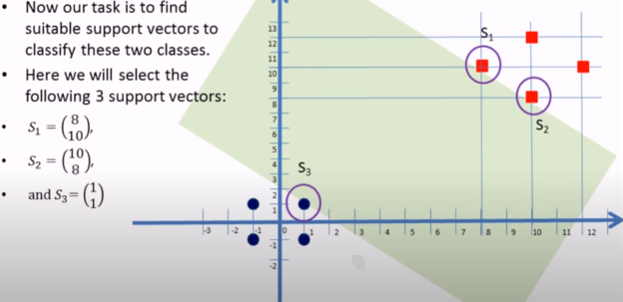 • Now our task is to find
suitable support vectors to
classify these two classes.
• Here we will select the
following 3 support vectors:
• S₁ = (8 10),
• S₂ = (10 8),
• and S₃= (1 1)
S₁
S₂
S₃
13
12
11
10
9
8
7
6
5
4
3
2
1
-3 -2 -1 0 1 2 3 4 5 6 7 8 9 10 11 12
-1
-2